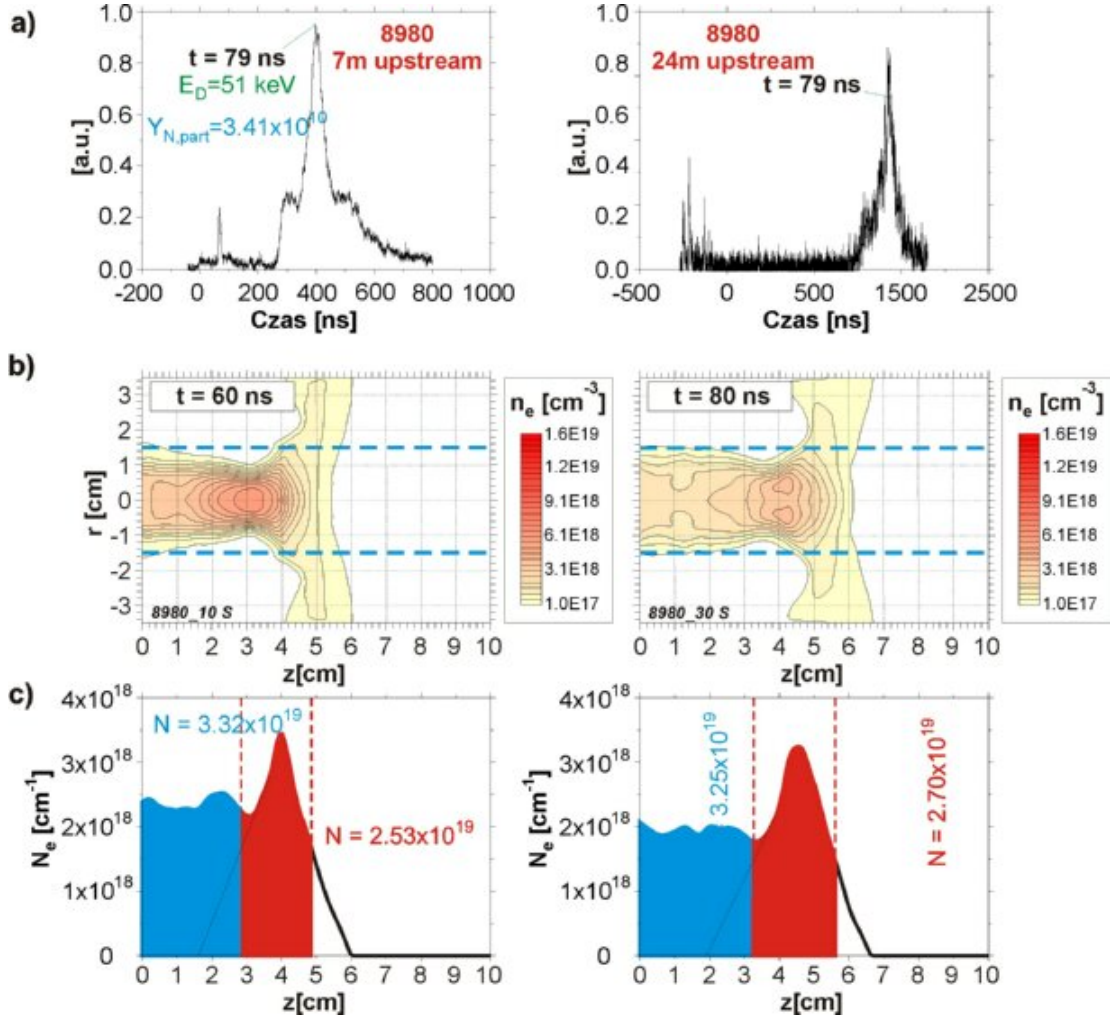 a)
1.0
0.8
0.6
0.4
0.2
0.0
[a.u.]
t = 79 ns
E_D=51 keV
Y_N,part=3.41x10^10
8980
7m upstream
-200 0 200 400 600 800 1000
Czas [ns]
1.0
0.8
0.6
0.4
0.2
0.0
[a.u.]
8980
24m upstream
t = 79 ns
-500 0 500 1500 2500
Czas [ns]
b)
t = 60 ns
3
2
1
0
-1
-2
-3
r [cm]
8980_10 S
0 1 2 3 4 5 6 7 8 9 10
z[cm]
n_e [cm^-3]
1.6E19
1.2E19
9.1E18
6.1E18
3.1E18
1.0E17
t = 80 ns
8980_30 S
0 1 2 3 4 5 6 7 8 9 10
z[cm]
n_e [cm^-3]
1.6E19
1.2E19
9.1E18
6.1E18
3.1E18
1.0E17
c)
4x10^18
3x10^18
2x10^18
1x10^18
0
N_e [cm^-1]
N = 3.32x10^19
N = 2.53x10^19
0 1 2 3 4 5 6 7 8 9 10
z[cm]
4x10^18
3x10^18
2x10^18
1x10^18
0
N_e [cm^-1]
3.25x10^19
N = 2.70x10^19
0 1 2 3 4 5 6 7 8 9 10
z[cm]